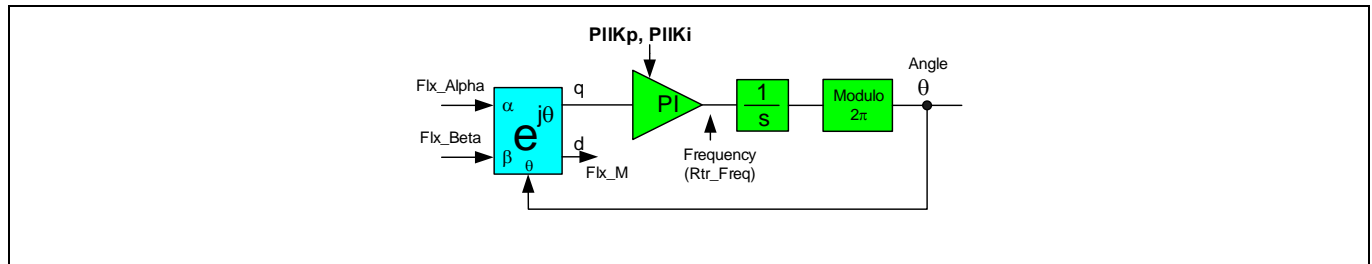 PllKp, PllKi
Flx_Alpha
Flx_Beta
α
β
e^jθ
θ
q
d
Flx_M
PI
Frequency
(Rtr_Freq)
1
s
Modulo
2π
Angle
θ